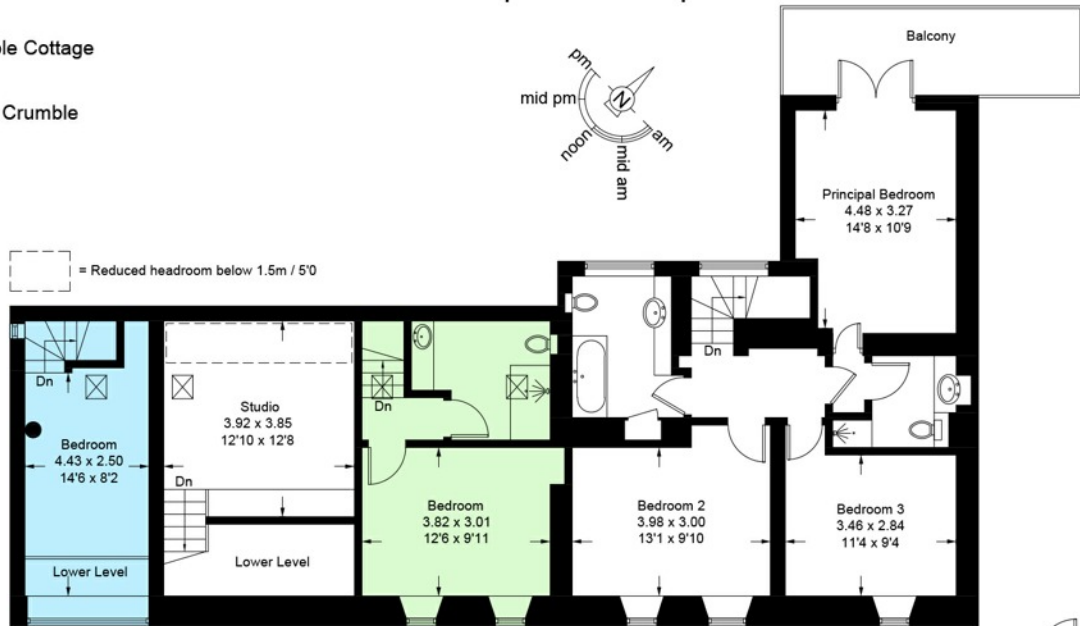 Cottage
Crumble
pm
mid pm
noon
mid am
am
N
Balcony
Principal Bedroom
4.48 x 3.27
14'8 x 10'9
= Reduced headroom below 1.5m / 5'0
Dn
Bedroom
4.43 x 2.50
14'6 x 8'2
Lower Level
Studio
3.92 x 3.85
12'10 x 12'8
Dn
Lower Level
Dn
Bedroom
3.82 x 3.01
12'6 x 9'11
Dn
Bedroom 2
3.98 x 3.00
13'1 x 9'10
Bedroom 3
3.46 x 2.84
11'4 x 9'4